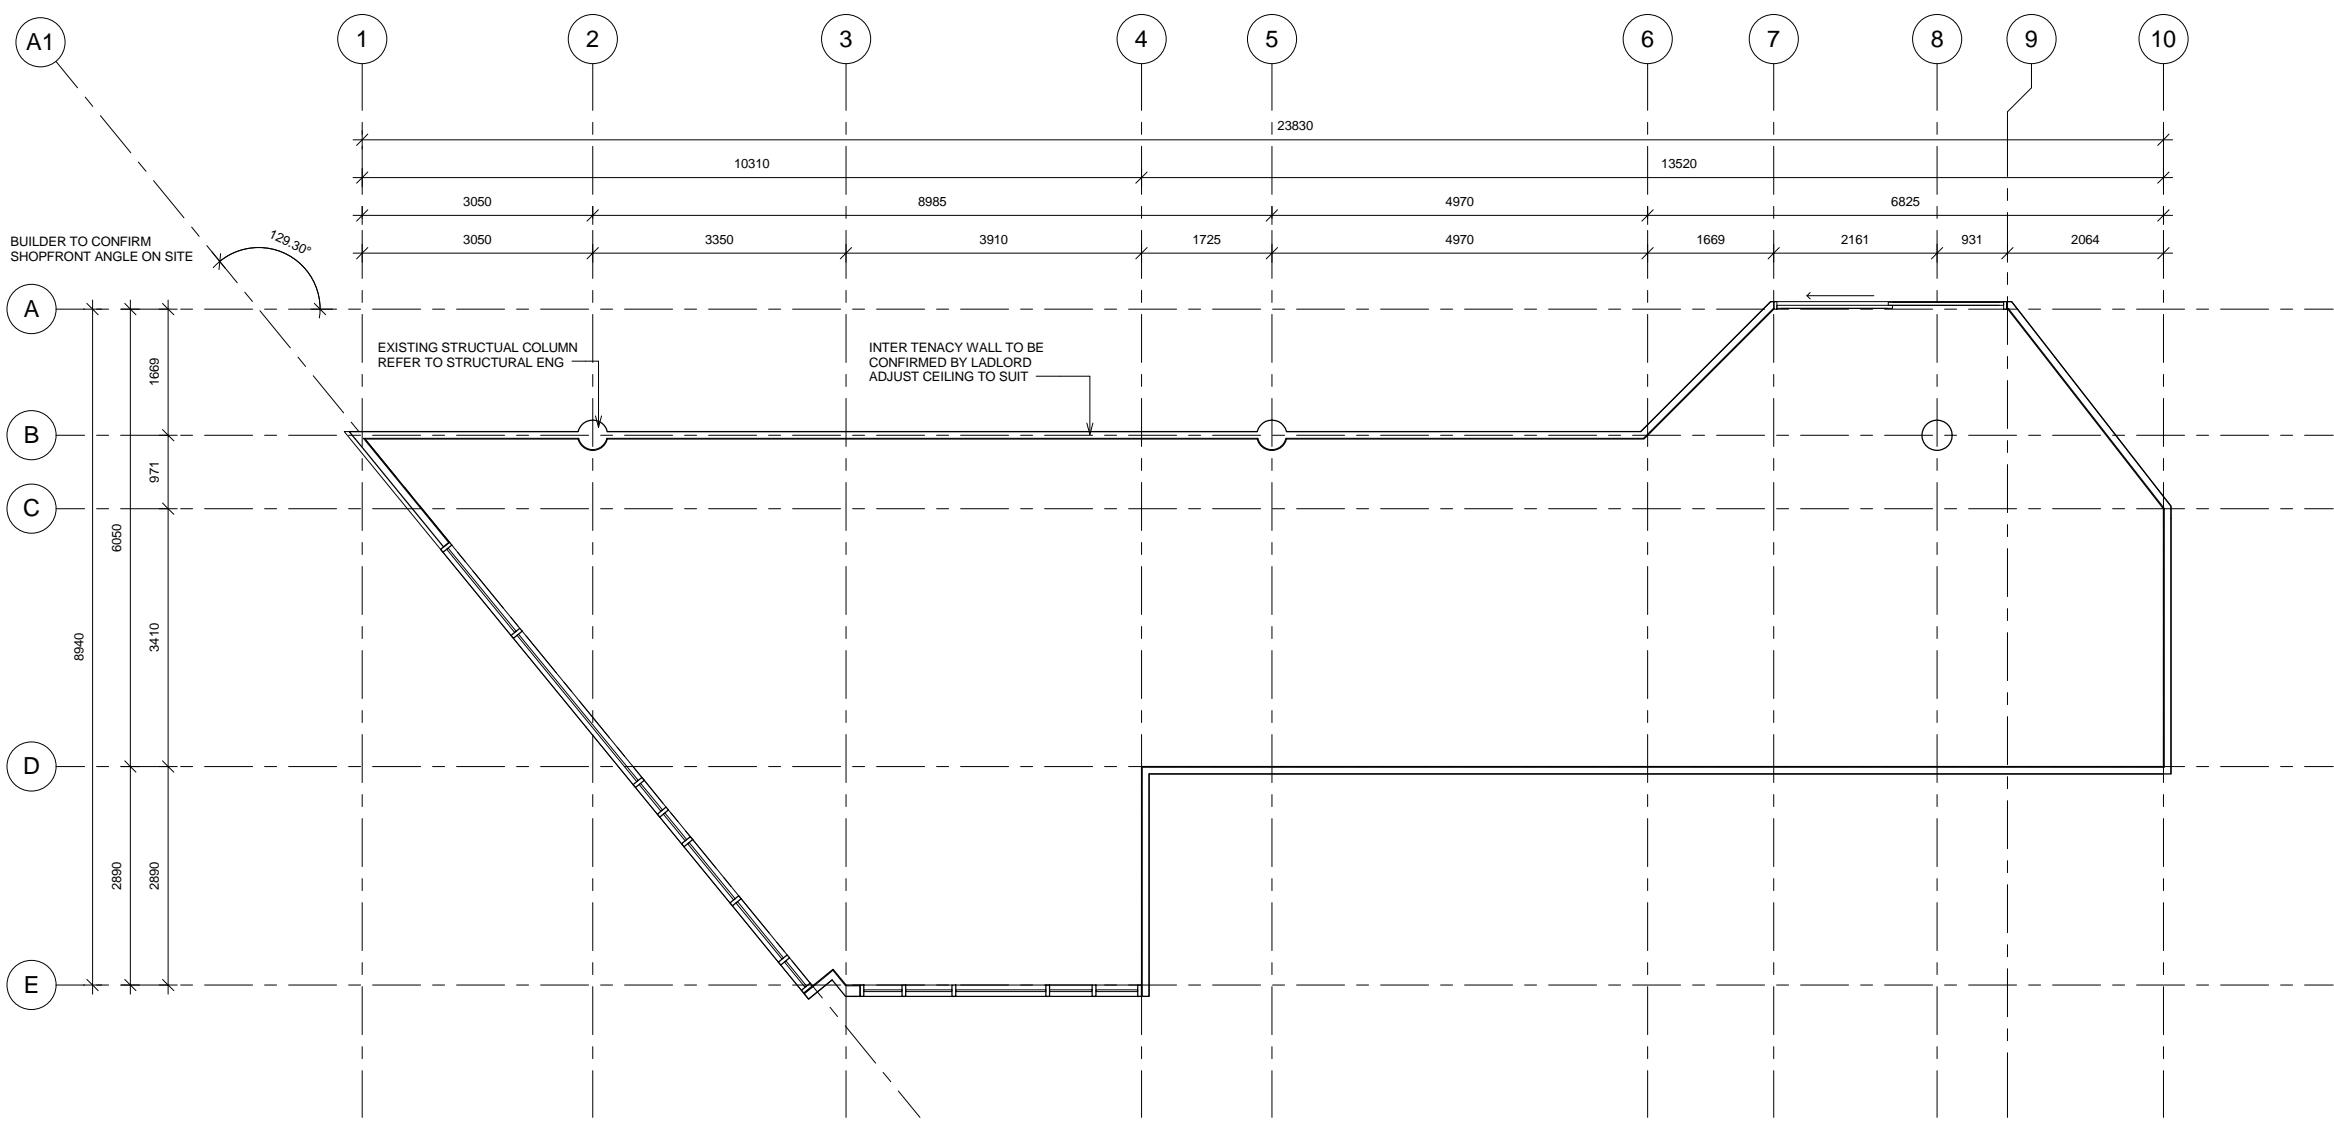 A1
1
2
3
4
5
6
7
8
9
10
23830
10310
13520
3050
8985
4970
6825
3050
3350
3910
1725
4970
1669
2161
931
2064
129.30°
BUILDER TO CONFIRM
SHOPFRONT ANGLE ON SITE
A
EXISTING STRUCTUAL COLUMN
REFER TO STRUCTURAL ENG
INTER TENACY WALL TO BE
CONFIRMED BY LADLORD
ADJUST CEILING TO SUIT
1669
B
971
C
6050
8940
3410
D
2890
2890
E